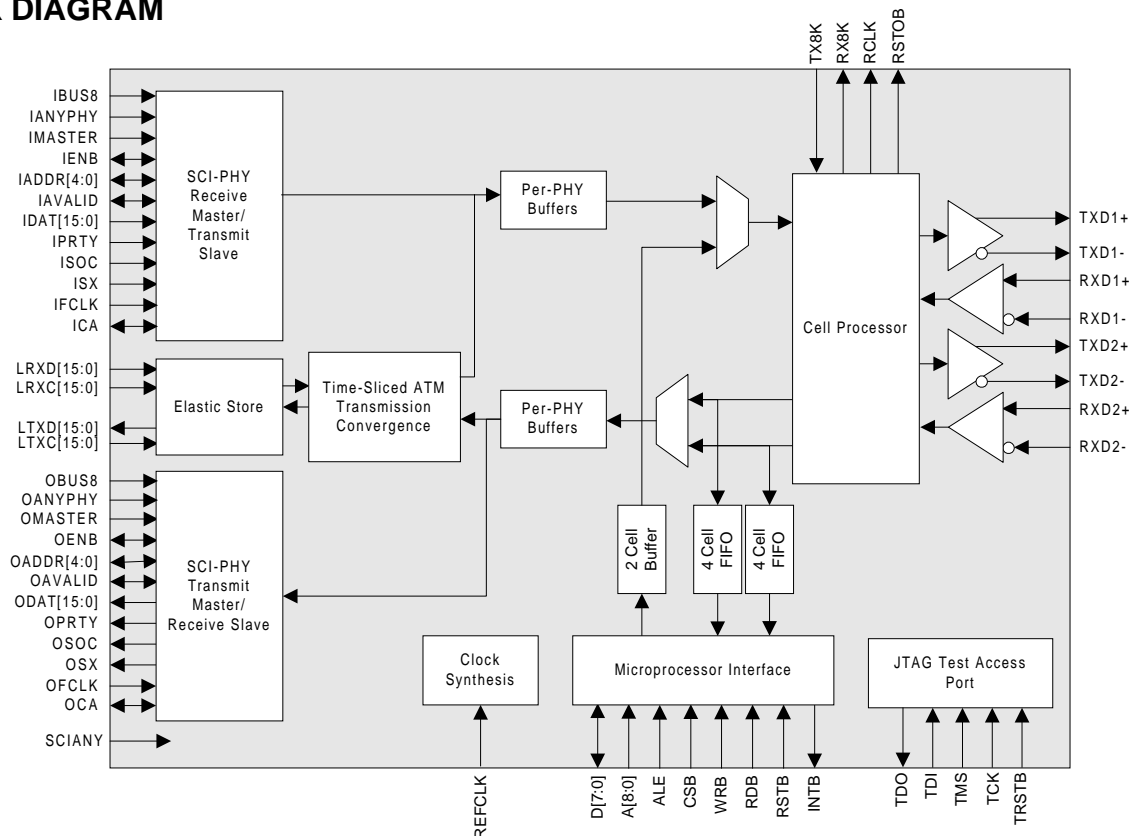 DIAGRAM
TX8K
RX8K
RCLK
RSTOB
IBUS8
IANYPHY
IMASTER
IENB
IADDR[4:0]
IAVALID
IDAT[15:0]
IPRTY
ISOC
ISX
IFCLK
ICA
SCI-PHY
Receive
Master/
Transmit
Slave
Per-PHY
Buffers
Cell Processor
TXD1+
TXD1-
RXD1+
RXD1-
TXD2+
TXD2-
RXD2+
RXD2-
LRXD[15:0]
LRXC[15:0]
LTXD[15:0]
LTXC[15:0]
Elastic Store
Time-Sliced ATM
Transmission
Convergence
Per-PHY
Buffers
OBUS8
OANYPHY
OMASTER
OENB
OADDR[4:0]
OAVALID
ODAT[15:0]
OPRTY
OSOC
OSX
OFCLK
OCA
SCIANY
SCI-PHY
Transmit
Master/
Receive Slave
2 Cell
Buffer
4 Cell
FIFO
4 Cell
FIFO
Clock
Synthesis
Microprocessor Interface
JTAG Test Access
Port
REFCLK
D[7:0]
A[8:0]
ALE
CSB
WRB
RDB
RSTB
INTB
TDO
TDI
TMS
TCK
TRSTB